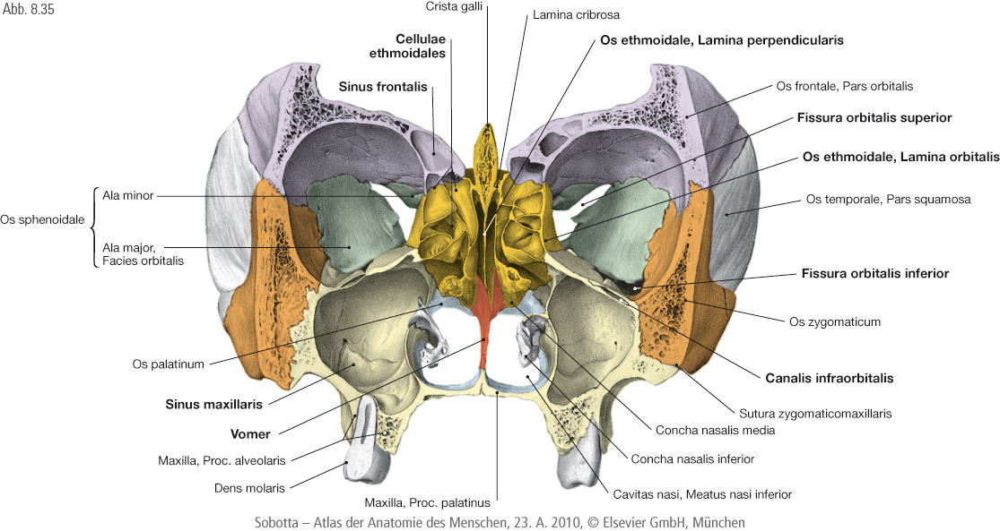 Abb. 8.35
Crista galli
Lamina cribrosa
Cellulae
ethmoidales
Os ethmoidale, Lamina perpendicularis
Sinus frontalis
Os frontale, Pars orbitalis
Fissura orbitalis superior
Os ethmoidale, Lamina orbitalis
Os sphenoidale
Ala minor
Os temporale, Pars squamosa
Ala major,
Facies orbitalis
Fissura orbitalis inferior
Os zygomaticum
Os palatinum
Canalis infraorbitalis
Sinus maxillaris
Sutura zygomaticomaxillaris
Vomer
Concha nasalis media
Maxilla, Proc. alveolaris
Concha nasalis inferior
Dens molaris
Cavitas nasi, Meatus nasi inferior
Maxilla, Proc. palatinus
Sobotta – Atlas der Anatomie des Menschen, 23. A. 2010, © Elsevier GmbH, München